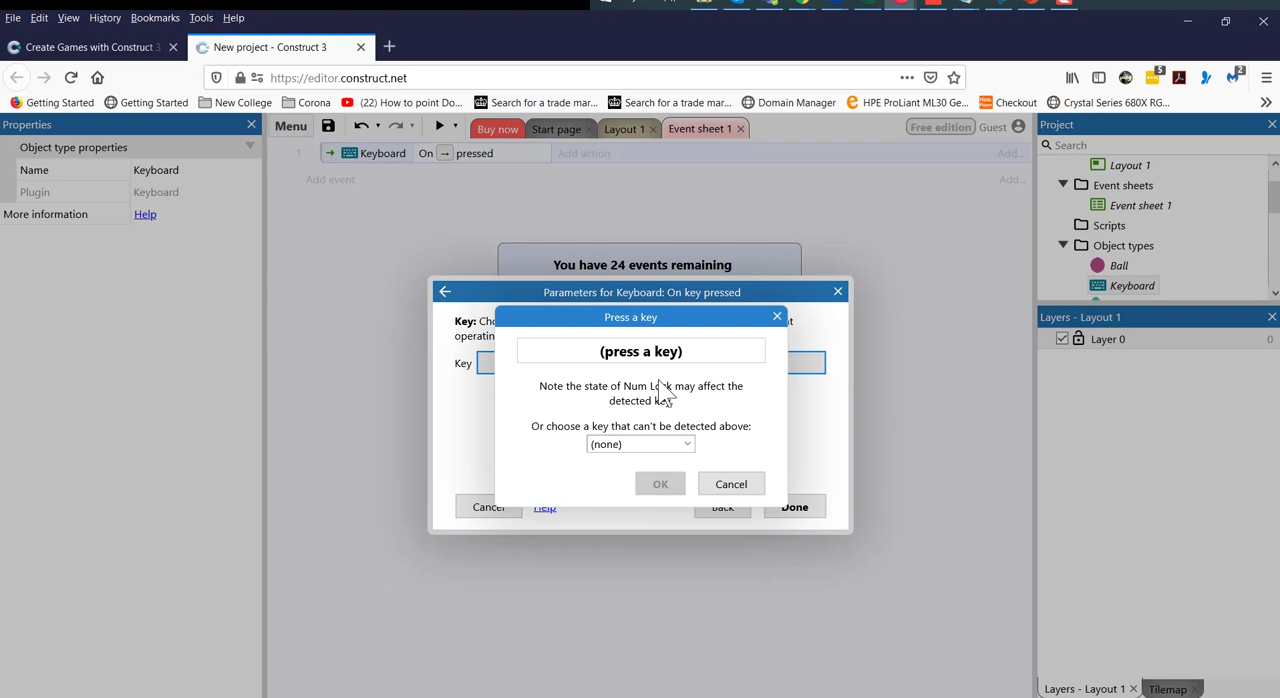 File Edit View History Bookmarks Tools Help
Create Games with Construct 3
New project - Construct 3
https://editor.construct.net
5
2
Getting Started Getting Started New College Corona (22) How to point Do... Search for a trade mar... Search for a trade mar... Domain Manager HPE ProLiant ML30 Ge... Checkout Crystal Series 680X RG...
Properties
Menu
Buy now Start page Layout 1 Event sheet 1
Free edition Guest
Project
Object type properties
Name Keyboard
Plugin Keyboard
More information Help
1 Keyboard On → pressed Add action Add...
Add event Add...
Search
Layout 1
Event sheets
Event sheet 1
Scripts
Object types
Ball
Keyboard
You have 24 events remaining
Parameters for Keyboard: On key pressed
Key: Cho
operatin
Key
Press a key
(press a key)
Note the state of Num Lock may affect the
detected
Or choose a key that can't be detected above:
(none)
OK Cancel
Cancel Help Back Done
Layers - Layout 1
Layer 0 0
Layers - Layout 1 Tilemap